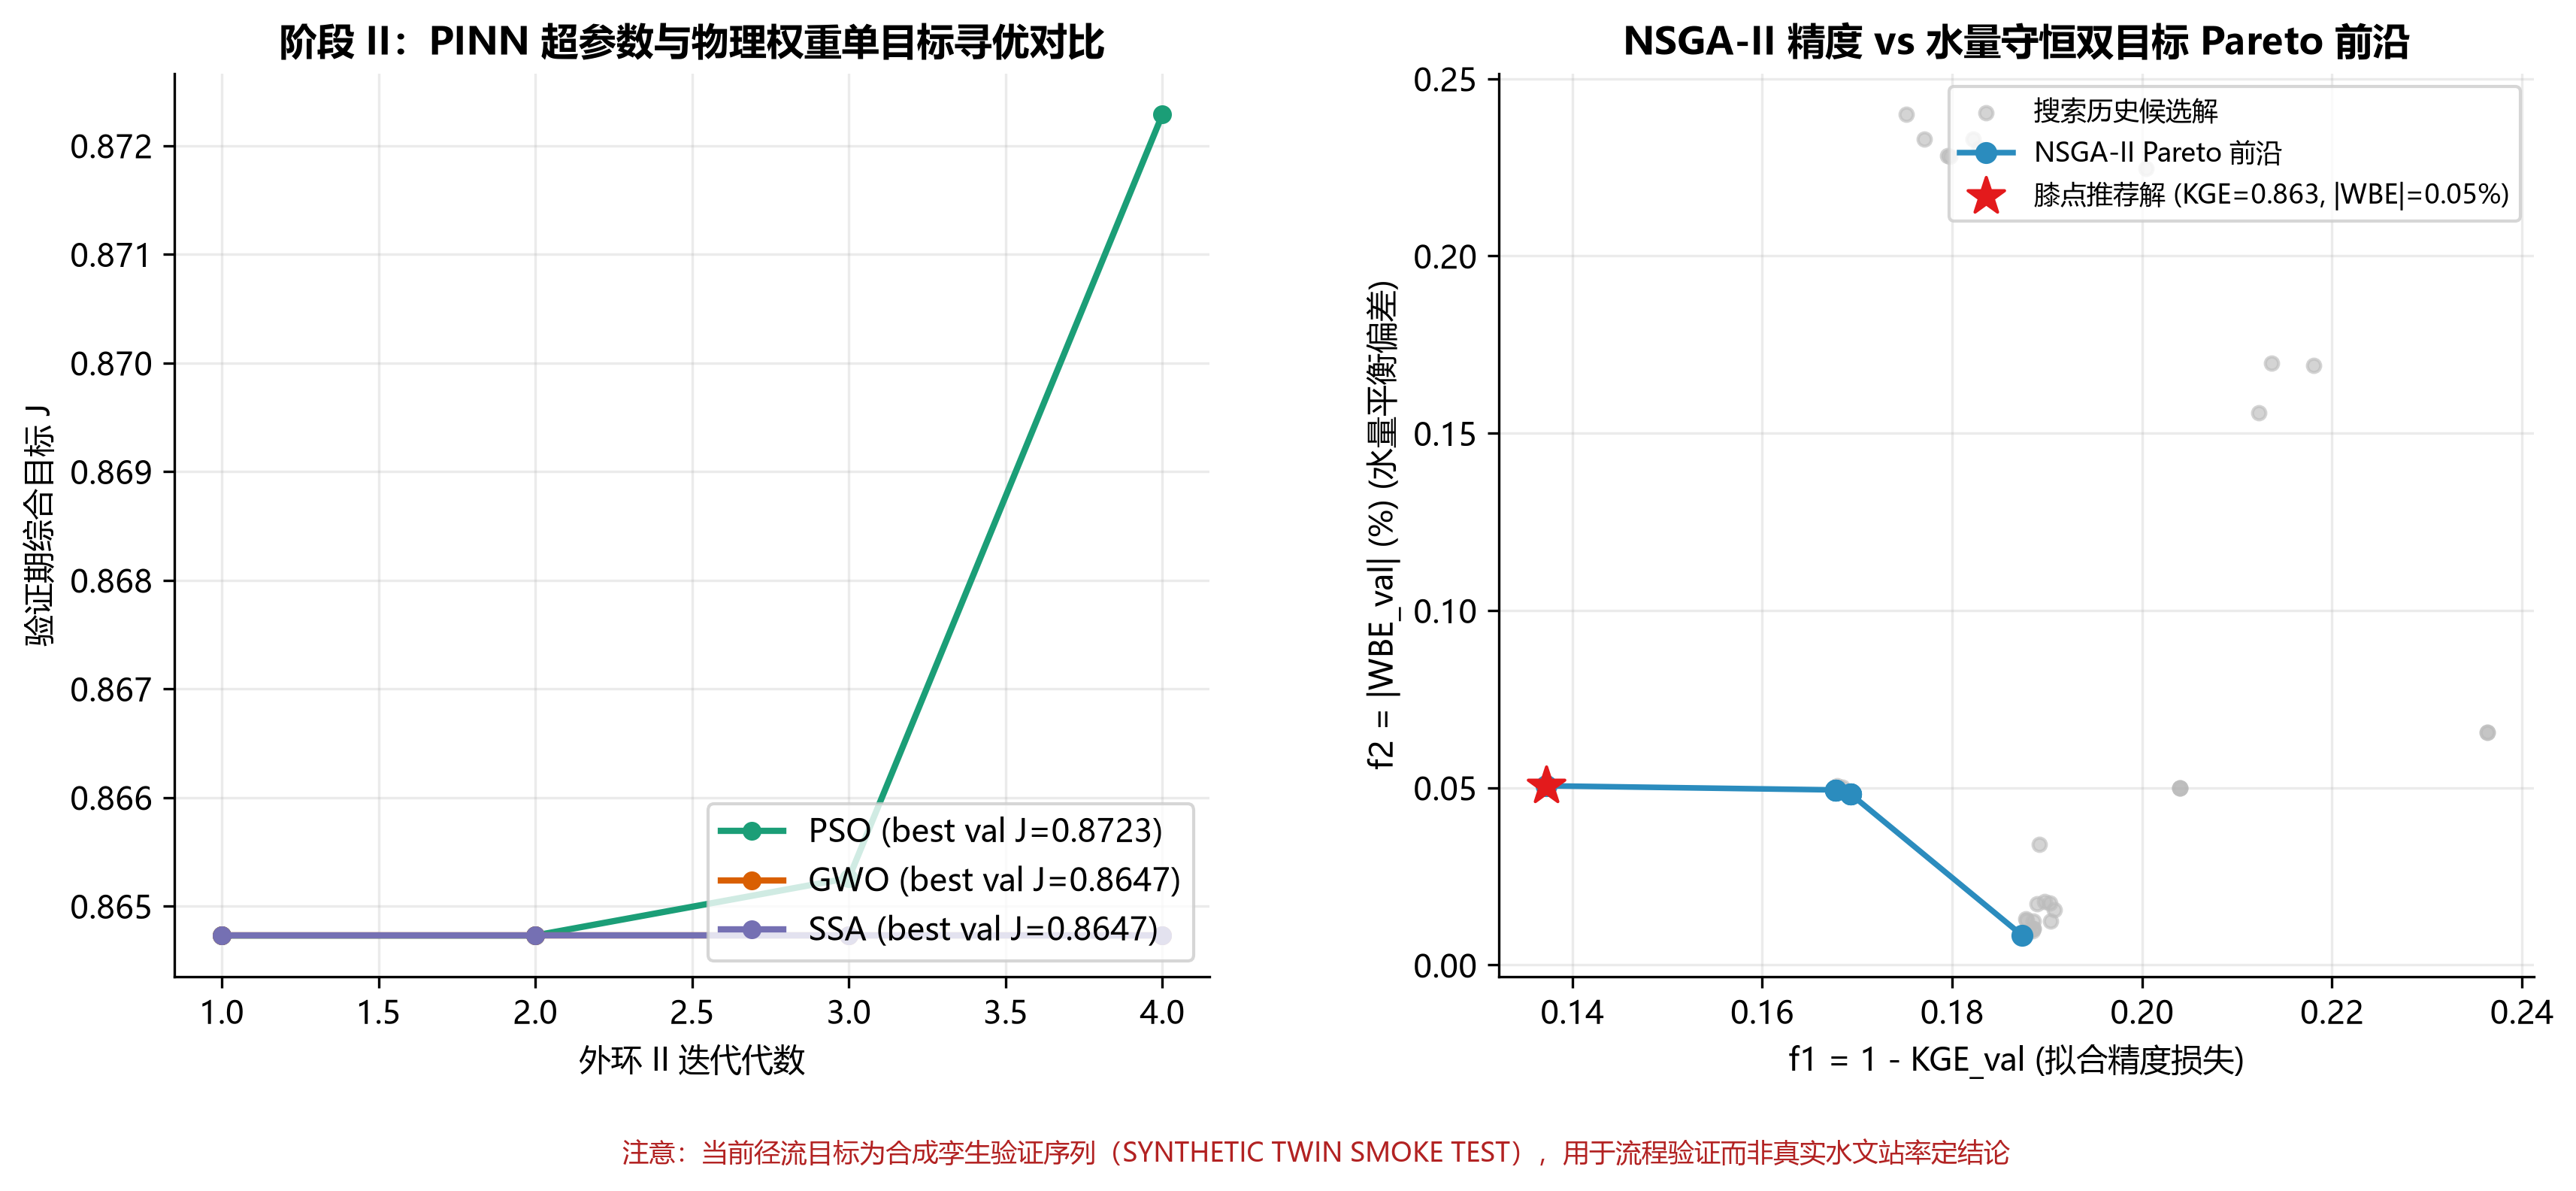 阶段 II：PINN 超参数与物理权重单目标寻优对比
验证期综合目标 J
0.872
0.871
0.870
0.869
0.868
0.867
0.866
0.865
PSO (best val J=0.8723)
GWO (best val J=0.8647)
SSA (best val J=0.8647)
1.0 1.5 2.0 2.5 3.0 3.5 4.0
外环 II 迭代代数
NSGA-II 精度 vs 水量守恒双目标 Pareto 前沿
f2 = |WBE_val| (%) (水量平衡偏差)
0.25
0.20
0.15
0.10
0.05
0.00
搜索历史候选解
NSGA-II Pareto 前沿
膝点推荐解 (KGE=0.863, |WBE|=0.05%)
0.14 0.16 0.18 0.20 0.22 0.24
f1 = 1 - KGE_val (拟合精度损失)
注意：当前径流目标为合成孪生验证序列（SYNTHETIC TWIN SMOKE TEST），用于流程验证而非真实水文站率定结论